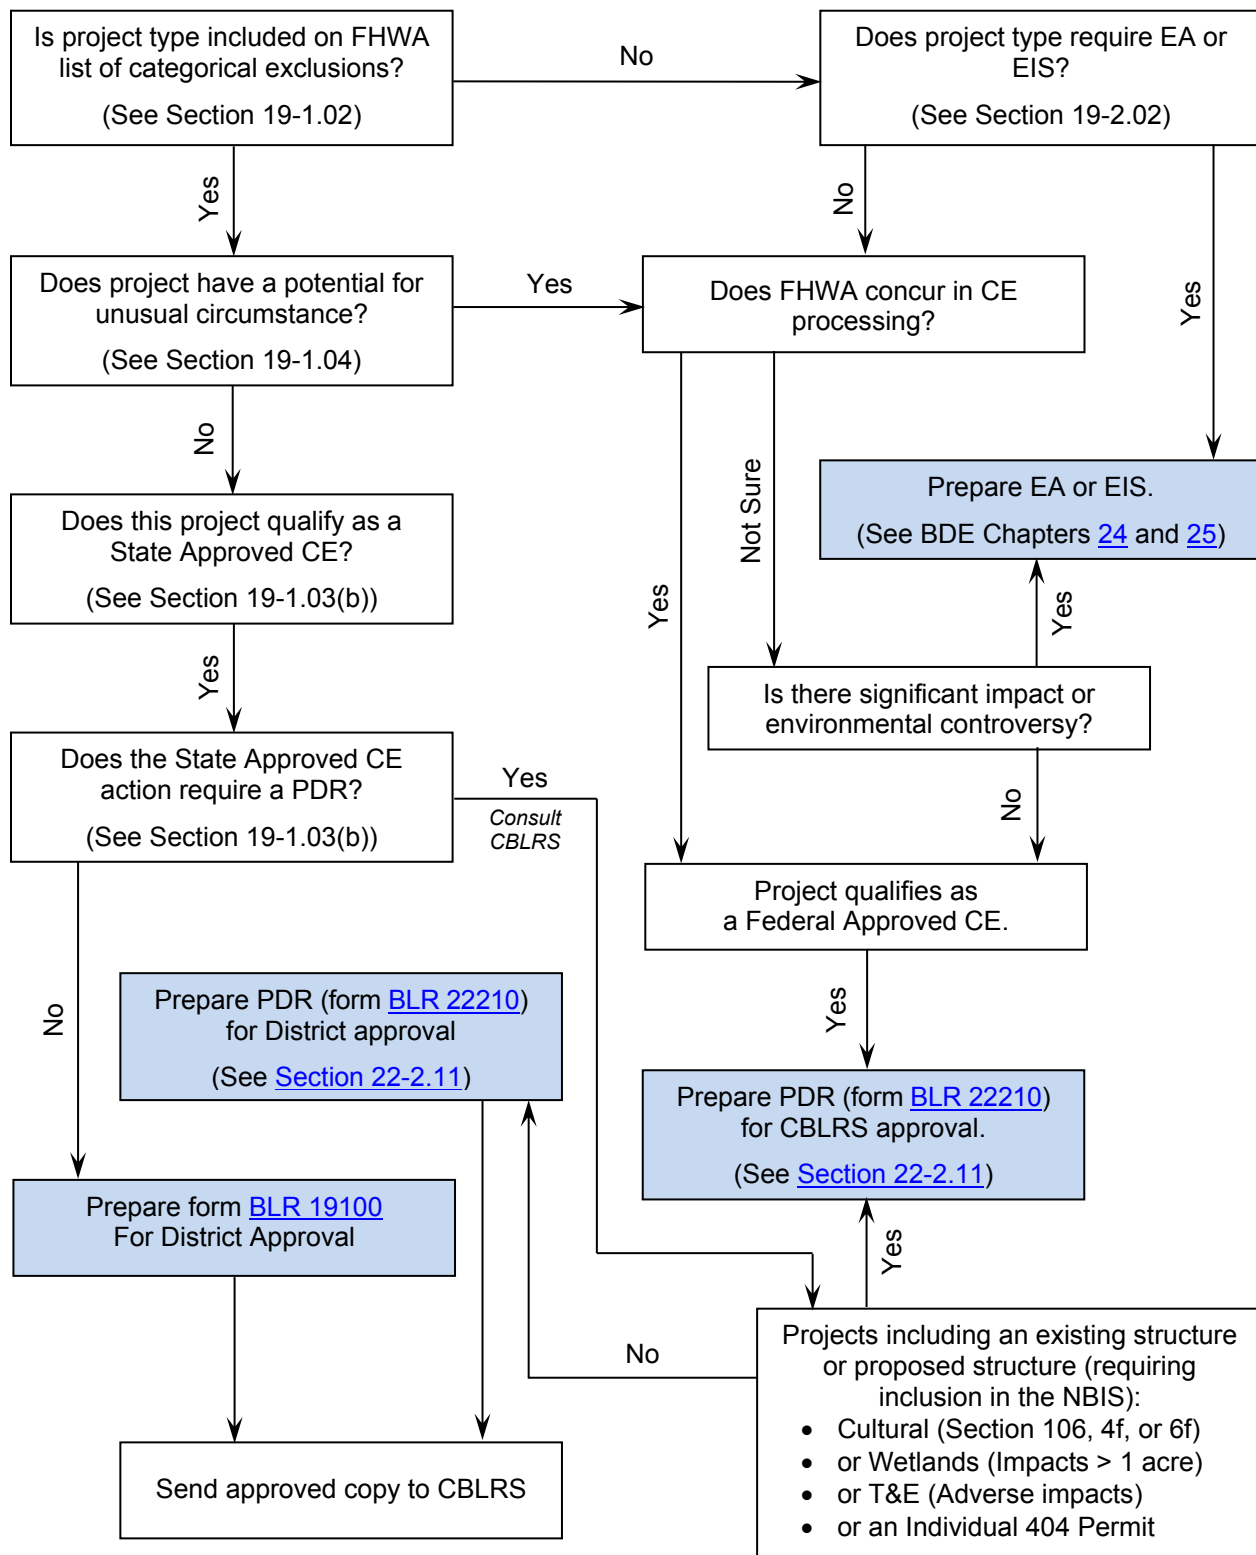 Is project type included on FHWA
list of categorical exclusions?
(See Section 19-1.02)
No
Does project type require EA or
EIS?
(See Section 19-2.02)
Yes
No
Yes
Does project have a potential for
unusual circumstance?
(See Section 19-1.04)
Yes
Does FHWA concur in CE
processing?
No
Not Sure
Yes
Prepare EA or EIS.
(See BDE Chapters 24 and 25)
Does this project qualify as a
State Approved CE?
(See Section 19-1.03(b))
Yes
Yes
Is there significant impact or
environmental controversy?
No
Does the State Approved CE
action require a PDR?
(See Section 19-1.03(b))
Yes
Consult
CBLRS
Project qualifies as
a Federal Approved CE.
No
Yes
Prepare PDR (form BLR 22210)
for District approval
(See Section 22-2.11)
Prepare PDR (form BLR 22210)
for CBLRS approval.
(See Section 22-2.11)
Prepare form BLR 19100
For District Approval
Yes
No
Projects including an existing structure
or proposed structure (requiring
inclusion in the NBIS):
• Cultural (Section 106, 4f, or 6f)
• or Wetlands (Impacts > 1 acre)
• or T&E (Adverse impacts)
• or an Individual 404 Permit
Send approved copy to CBLRS